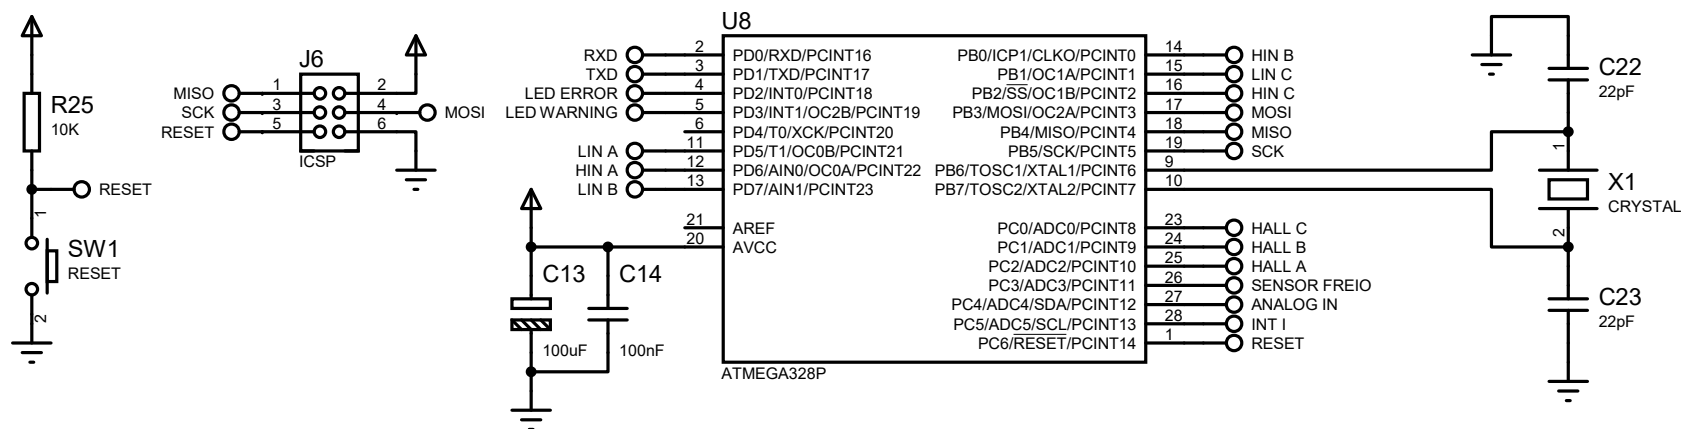 R25
10K
RESET
1
SW1
RESET
2
J6
MISO 1 2
SCK 3 4 MOSI
RESET 5 6
ICSP
U8
RXD 2 PD0/RXD/PCINT16 PB0/ICP1/CLKO/PCINT0 14 HIN B
TXD 3 PD1/TXD/PCINT17 PB1/OC1A/PCINT1 15 LIN C
LED ERROR 4 PD2/INT0/PCINT18 PB2/SS/OC1B/PCINT2 16 HIN C
LED WARNING 5 PD3/INT1/OC2B/PCINT19 PB3/MOSI/OC2A/PCINT3 17 MOSI
6 PD4/T0/XCK/PCINT20 PB4/MISO/PCINT4 18 MISO
LIN A 11 PD5/T1/OC0B/PCINT21 PB5/SCK/PCINT5 19 SCK
HIN A 12 PD6/AIN0/OC0A/PCINT22 PB6/TOSC1/XTAL1/PCINT6 9
LIN B 13 PD7/AIN1/PCINT23 PB7/TOSC2/XTAL2/PCINT7 10
21 AREF PC0/ADC0/PCINT8 23 HALL C
20 AVCC PC1/ADC1/PCINT9 24 HALL B
PC2/ADC2/PCINT10 25 HALL A
PC3/ADC3/PCINT11 26 SENSOR FREIO
PC4/ADC4/SDA/PCINT12 27 ANALOG IN
PC5/ADC5/SCL/PCINT13 28 INT I
PC6/RESET/PCINT14 1 RESET
ATMEGA328P
C13
100uF
C14
100nF
C22
22pF
1
X1
CRYSTAL
2
C23
22pF